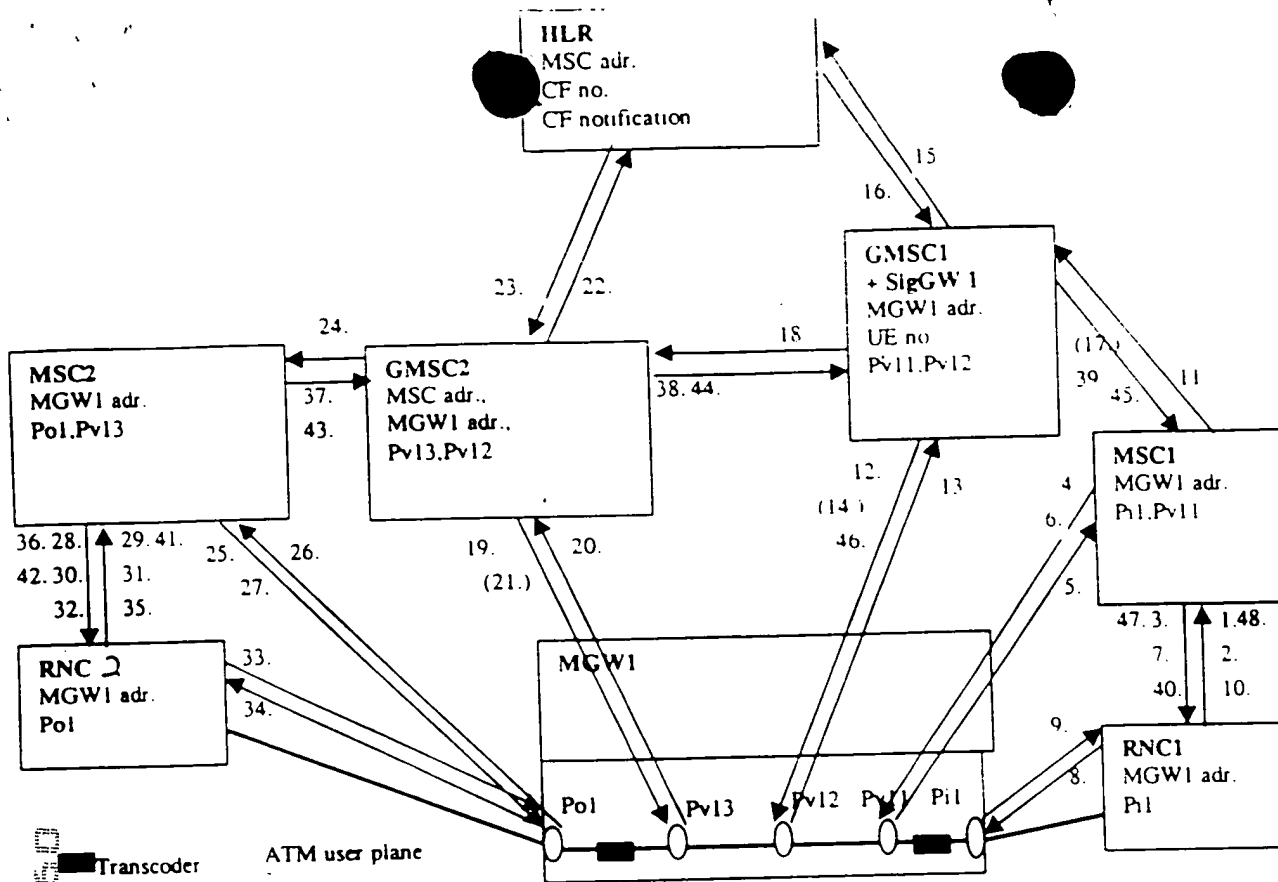 HLR
MSC adr.
CF no.
CF notification
15
16.
GMSC1
+ SigGW 1
MGW1 adr.
UE no
Pv11.Pv12
23.
22.
24.
18
(17.)
39
45.
11
MSC2
MGW1 adr.
Po1.Pv13
37.
43.
GMSC2
MSC adr.,
MGW1 adr.,
Pv13,Pv12
38. 44.
MSC1
MGW1 adr.
Pi1.Pv11
12.
(14.)
46.
13
4
6.
5.
36. 28.
42. 30.
32.
29. 41.
31.
35.
25.
27.
26.
19.
(21.)
20.
47. 3.
7.
40.
1.48.
2.
10.
RNC 2
MGW1 adr.
Po1
33.
34.
MGW1
9.
8.
RNC1
MGW1 adr.
Pi1
Po1
Pv13
Pv12
Pv11
Pi1
Transcoder
ATM user plane